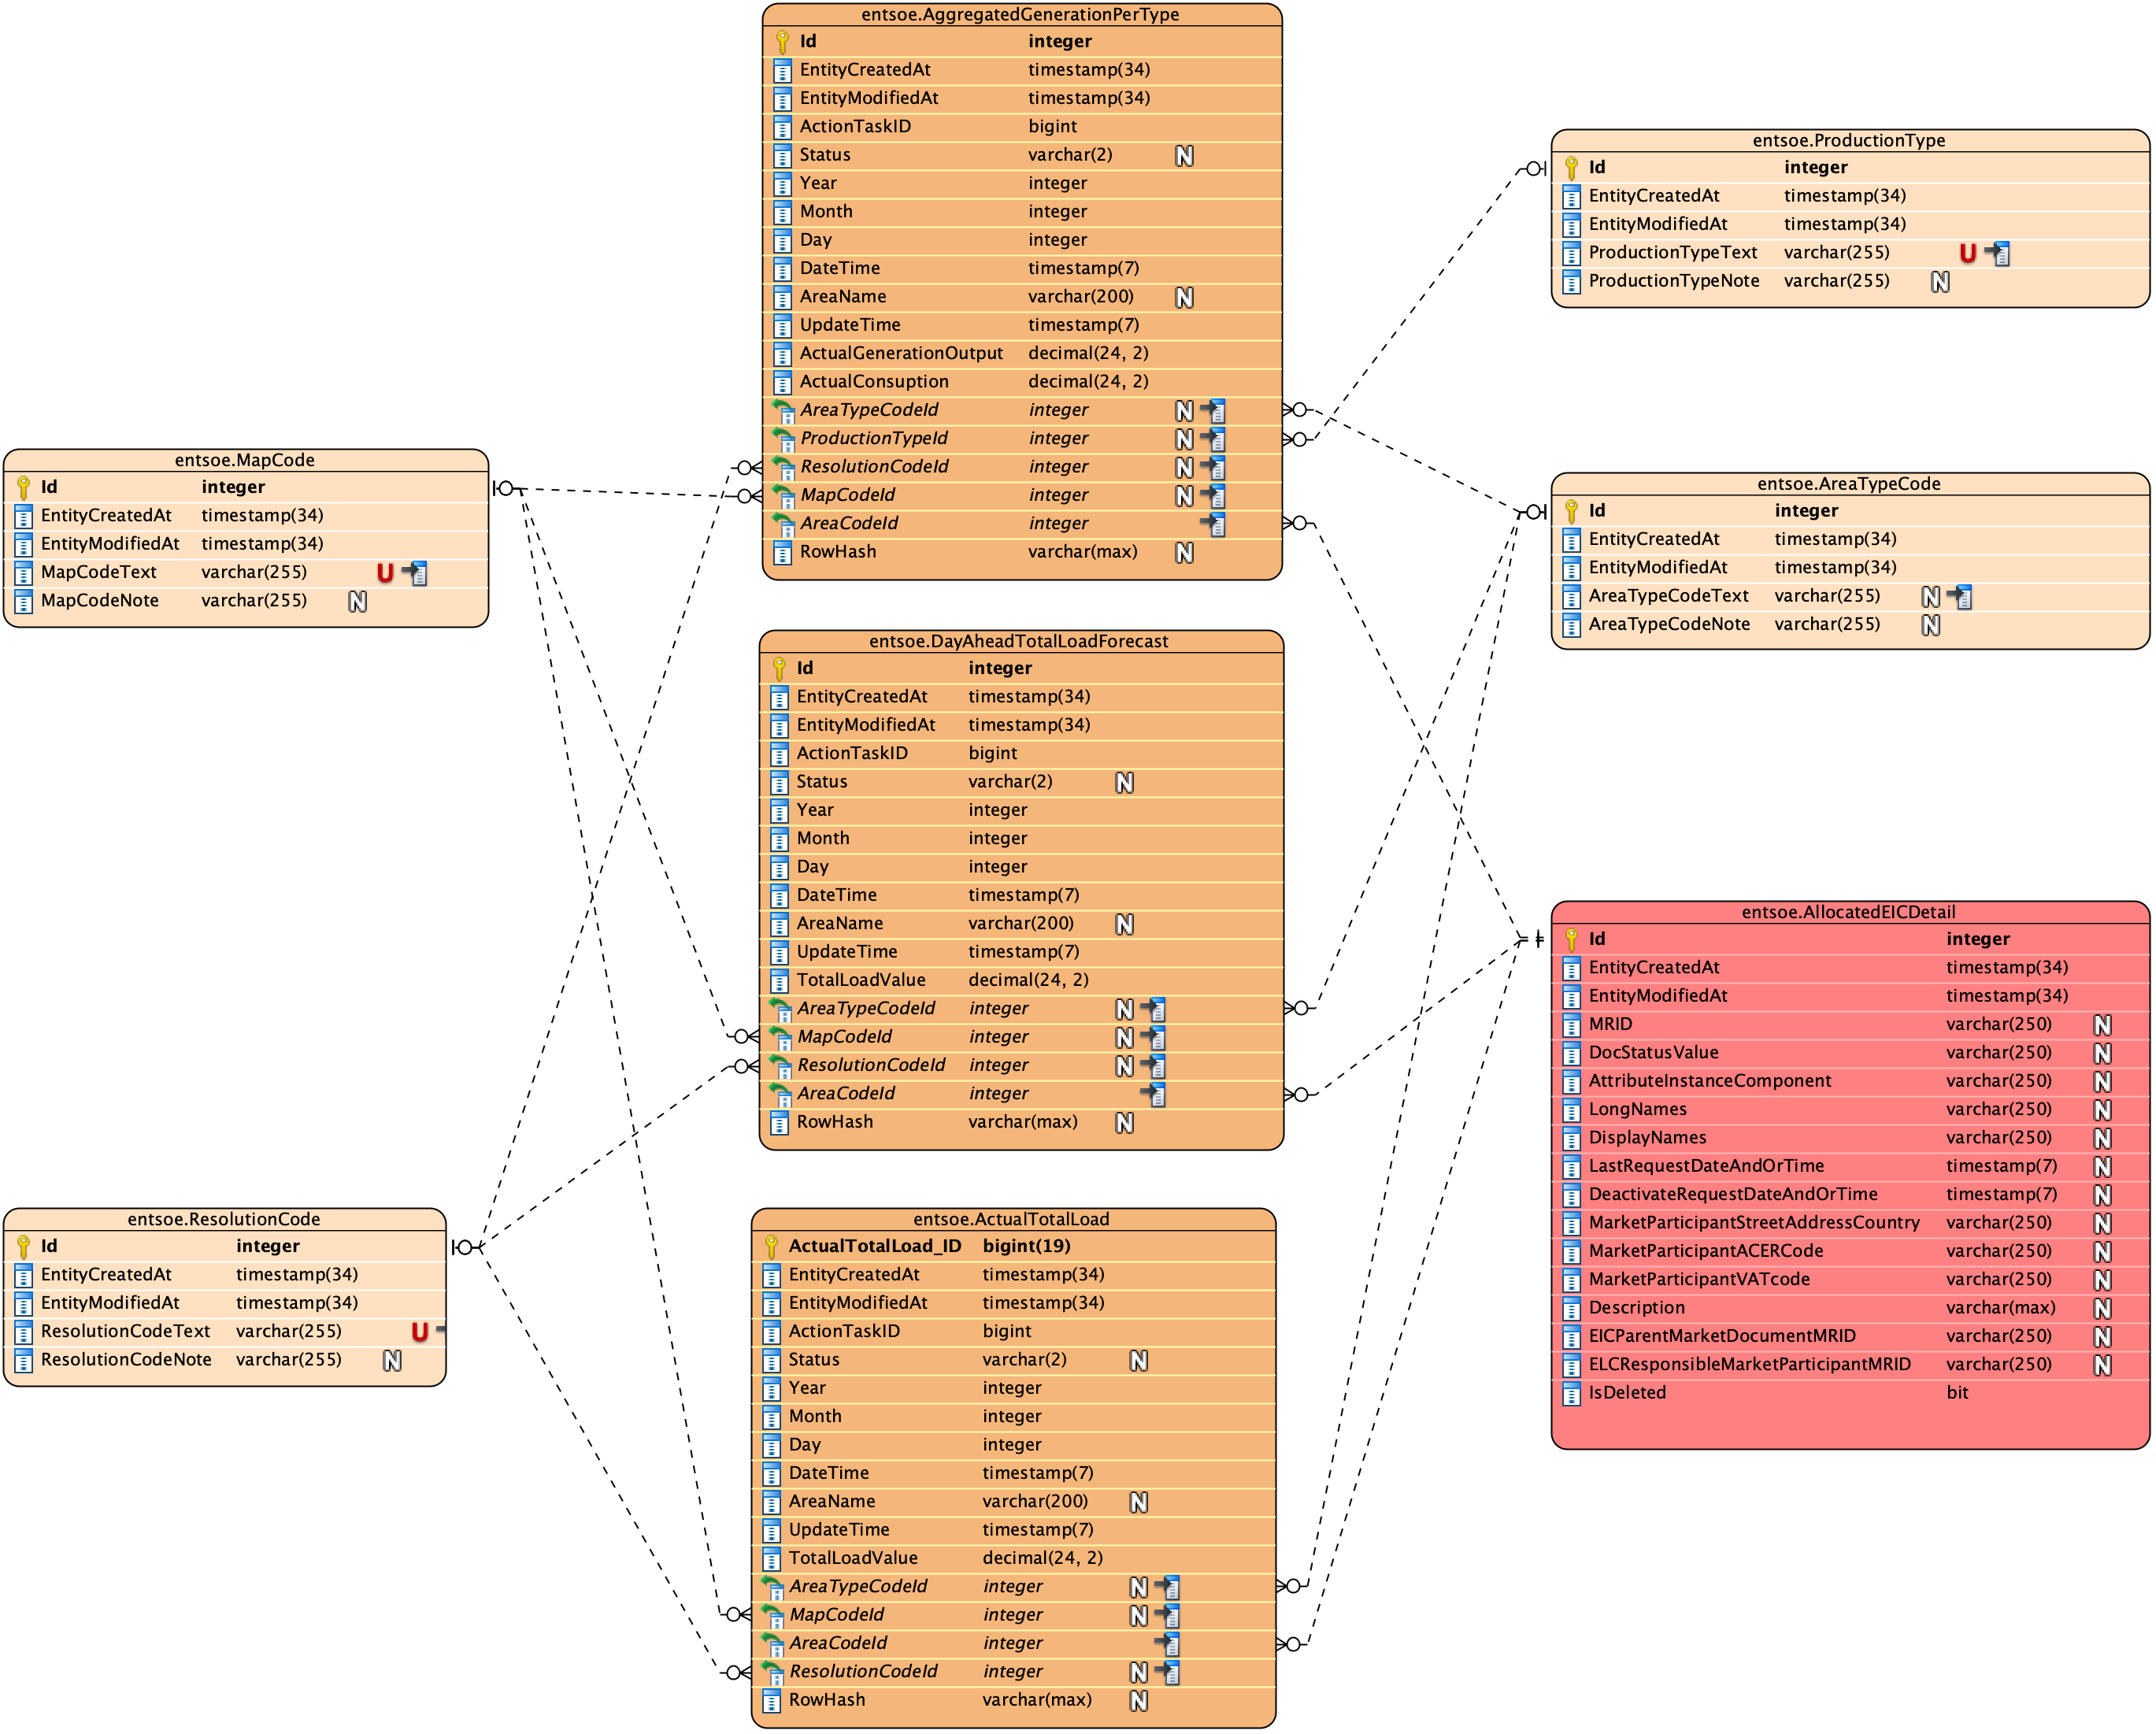 entsoe.AggregatedGenerationPerType
Id integer
EntityCreatedAt timestamp(34)
EntityModifiedAt timestamp(34)
ActionTaskID bigint
Status varchar(2) N
Year integer
Month integer
Day integer
DateTime timestamp(7)
AreaName varchar(200) N
UpdateTime timestamp(7)
ActualGenerationOutput decimal(24, 2)
ActualConsuption decimal(24, 2)
AreaTypeCodeId integer N
ProductionTypeId integer N
ResolutionCodeId integer N
MapCodeId integer N
AreaCodeId integer
RowHash varchar(max) N
entsoe.ProductionType
Id integer
EntityCreatedAt timestamp(34)
EntityModifiedAt timestamp(34)
ProductionTypeText varchar(255) U
ProductionTypeNote varchar(255) N
entsoe.MapCode
Id integer
EntityCreatedAt timestamp(34)
EntityModifiedAt timestamp(34)
MapCodeText varchar(255) U
MapCodeNote varchar(255) N
entsoe.AreaTypeCode
Id integer
EntityCreatedAt timestamp(34)
EntityModifiedAt timestamp(34)
AreaTypeCodeText varchar(255) N
AreaTypeCodeNote varchar(255) N
entsoe.DayAheadTotalLoadForecast
Id integer
EntityCreatedAt timestamp(34)
EntityModifiedAt timestamp(34)
ActionTaskID bigint
Status varchar(2) N
Year integer
Month integer
Day integer
DateTime timestamp(7)
AreaName varchar(200) N
UpdateTime timestamp(7)
TotalLoadValue decimal(24, 2)
AreaTypeCodeId integer N
MapCodeId integer N
ResolutionCodeId integer N
AreaCodeId integer
RowHash varchar(max) N
entsoe.AllocatedEICDetail
Id integer
EntityCreatedAt timestamp(34)
EntityModifiedAt timestamp(34)
MRID varchar(250) N
DocStatusValue varchar(250) N
AttributeInstanceComponent varchar(250) N
LongNames varchar(250) N
DisplayNames varchar(250) N
LastRequestDateAndOrTime timestamp(7) N
DeactivateRequestDateAndOrTime timestamp(7) N
MarketParticipantStreetAddressCountry varchar(250) N
MarketParticipantACERCode varchar(250) N
MarketParticipantVATcode varchar(250) N
Description varchar(max) N
EICParentMarketDocumentMRID varchar(250) N
ELCResponsibleMarketParticipantMRID varchar(250) N
IsDeleted bit
entsoe.ResolutionCode
Id integer
EntityCreatedAt timestamp(34)
EntityModifiedAt timestamp(34)
ResolutionCodeText varchar(255) U
ResolutionCodeNote varchar(255) N
entsoe.ActualTotalLoad
ActualTotalLoad_ID bigint(19)
EntityCreatedAt timestamp(34)
EntityModifiedAt timestamp(34)
ActionTaskID bigint
Status varchar(2) N
Year integer
Month integer
Day integer
DateTime timestamp(7)
AreaName varchar(200) N
UpdateTime timestamp(7)
TotalLoadValue decimal(24, 2)
AreaTypeCodeId integer N
MapCodeId integer N
AreaCodeId integer
ResolutionCodeId integer N
RowHash varchar(max) N